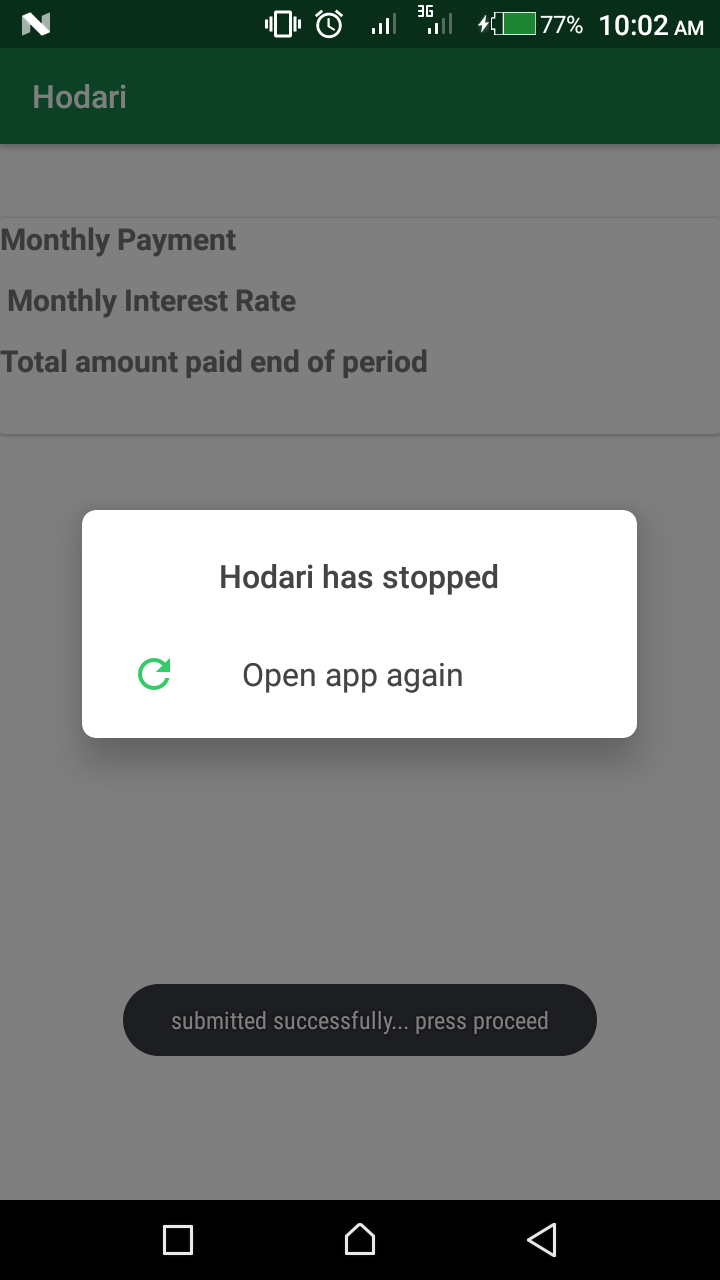 3G
77% 10:02 AM
Hodari
Monthly Payment
Monthly Interest Rate
Total amount paid end of period
Hodari has stopped
Open app again
submitted successfully... press proceed